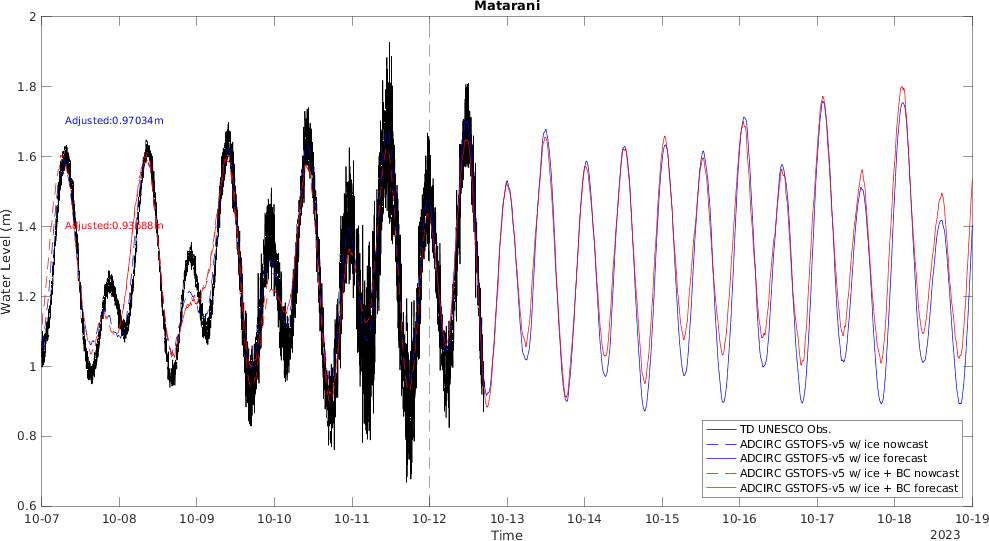 Matarani
2
1.8
1.6
1.4
1.2
1
0.8
0.6
Water Level (m)
Adjusted:0.97034m
Adjusted:0.93688m
TD UNESCO Obs.
ADCIRC GSTOFS-v5 w/ ice nowcast
ADCIRC GSTOFS-v5 w/ ice forecast
ADCIRC GSTOFS-v5 w/ ice + BC nowcast
ADCIRC GSTOFS-v5 w/ ice + BC forecast
10-07 10-08 10-09 10-10 10-11 10-12 10-13 10-14 10-15 10-16 10-17 10-18 10-19
Time
2023